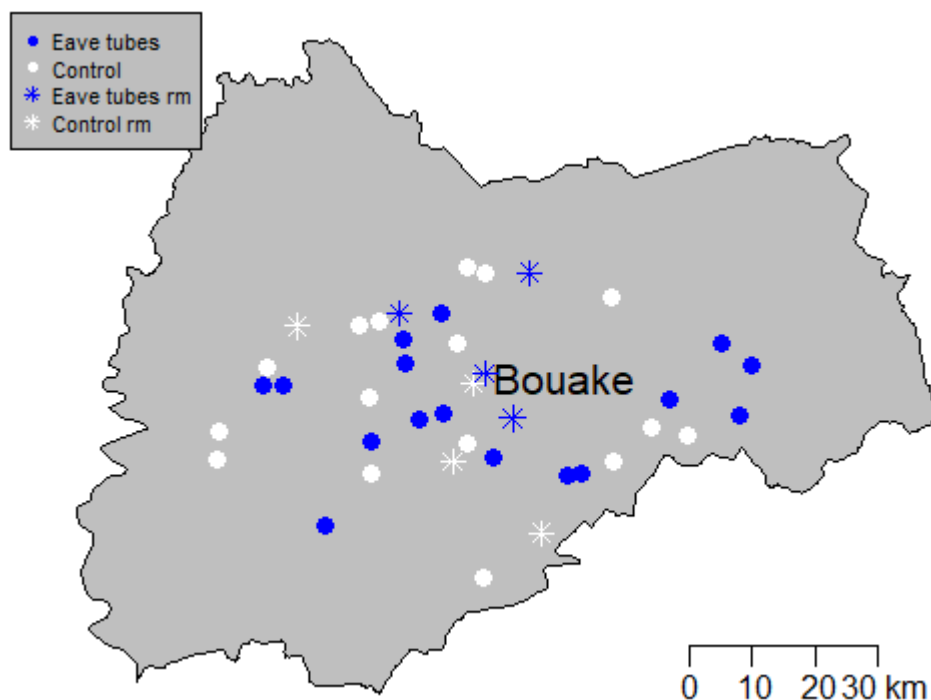 Eave tubes
Control
Eave tubes rm
Control rm
Bouake
0 10 20 30 km